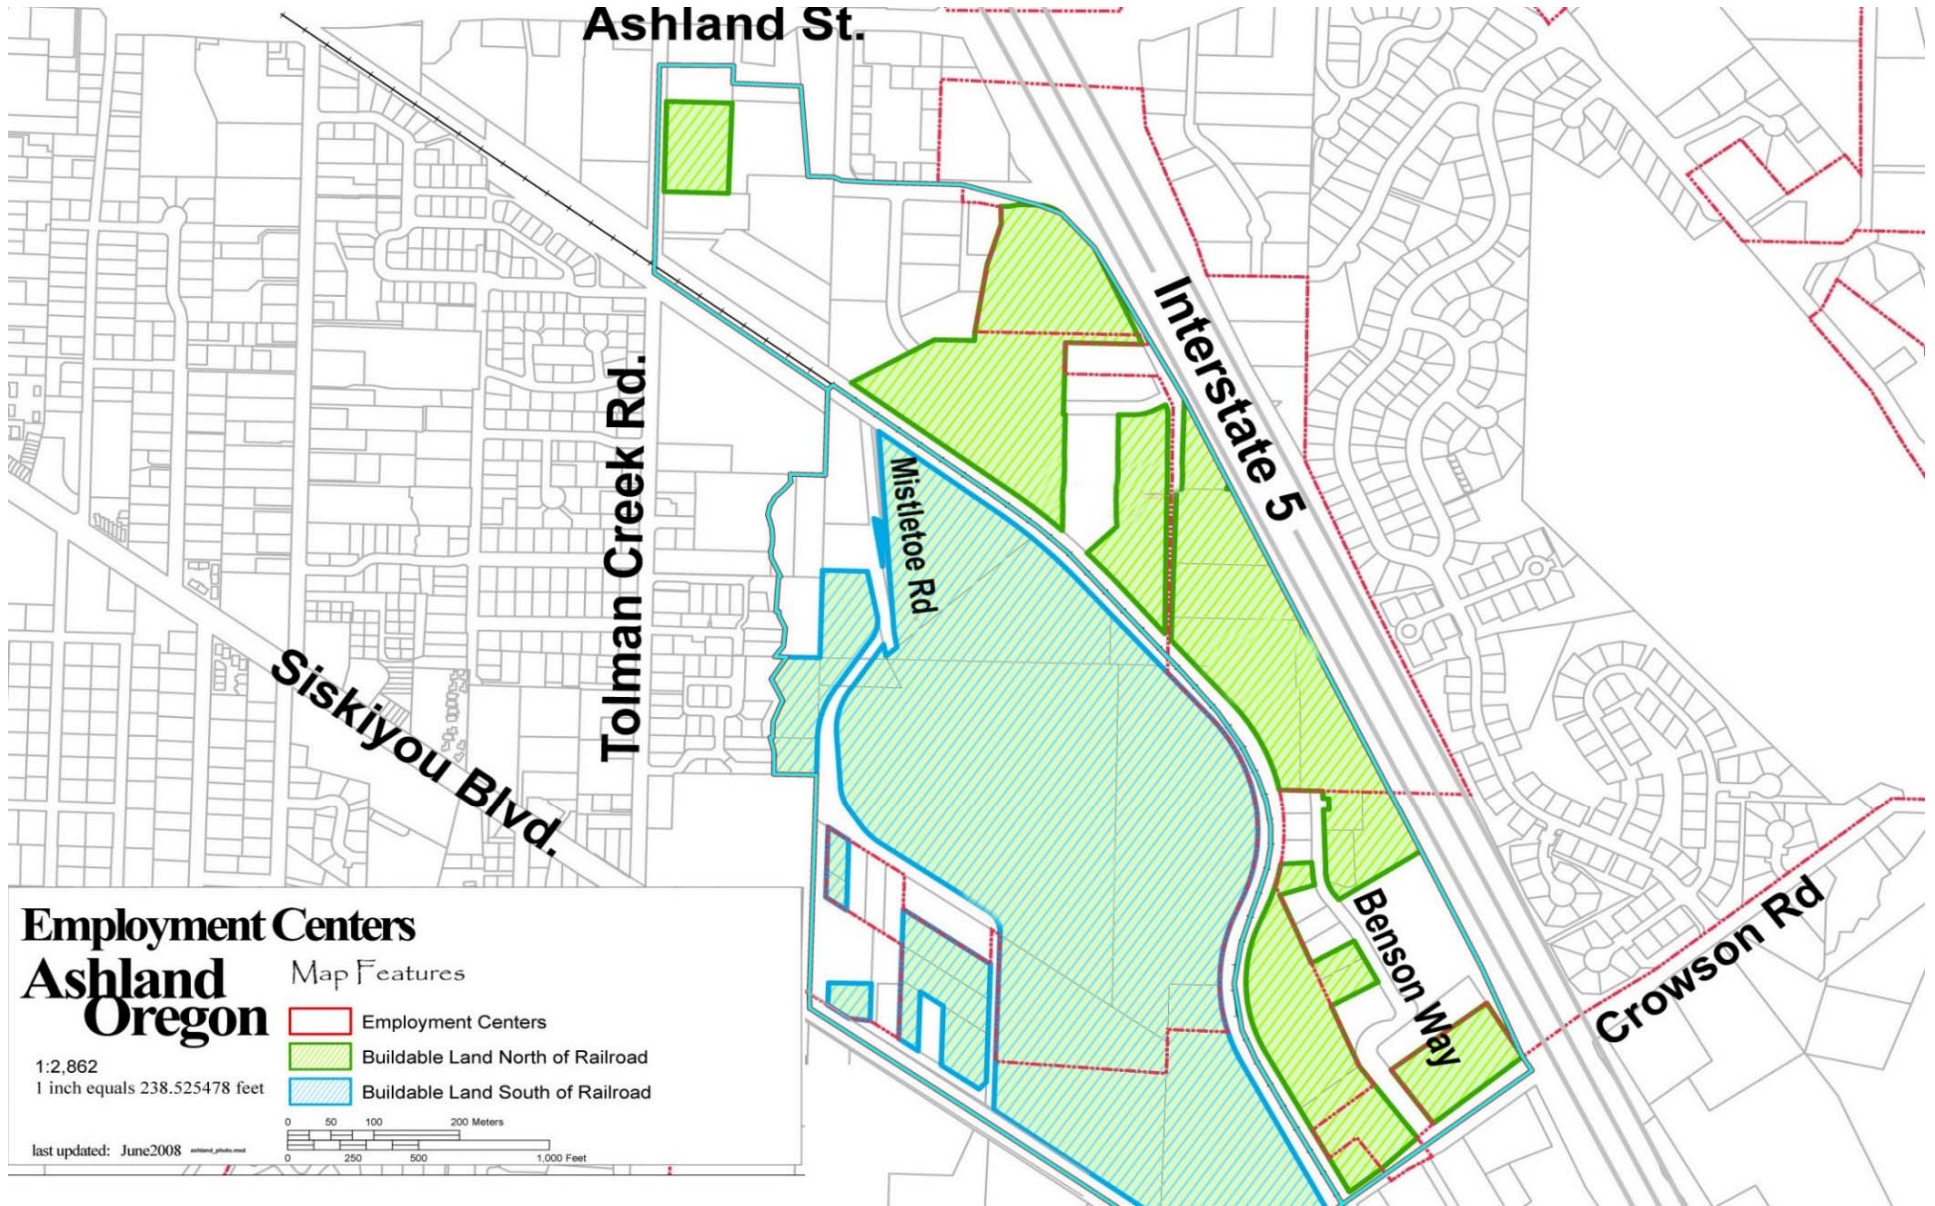 Ashland St.
Interstate 5
Tolman Creek Rd.
Mistletoe Rd
Siskiyou Blvd.
Benson Way
Crowson Rd
Employment Centers
Ashland
Oregon
Map Features
Employment Centers
Buildable Land North of Railroad
Buildable Land South of Railroad
1:2,862
1 inch equals 238.525478 feet
0 50 100 200 Meters
0 250 500 1,000 Feet
last updated: June2008 ashland_photo.mxd